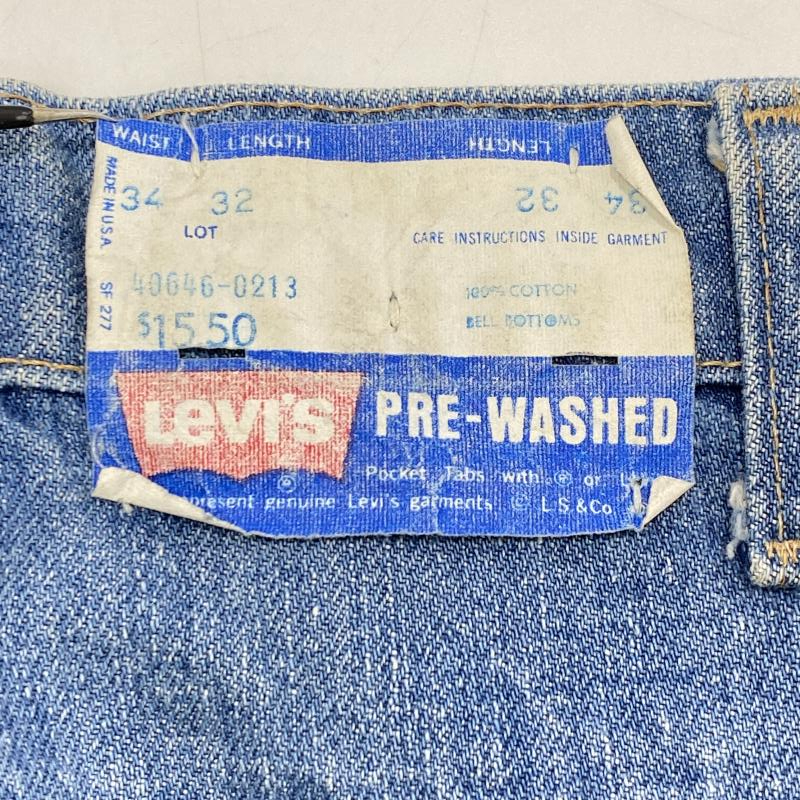 WAIST LENGTH LENGTH
MADE IN USA
34 32 32 34
LOT CARE INSTRUCTIONS INSIDE GARMENT
SF 277
40646-0213 100% COTTON
$15.50 BELL BOTTOMS
LEVI'S PRE-WASHED
Pocket Tabs with ® or
genuine Levi's garments © L S & Co